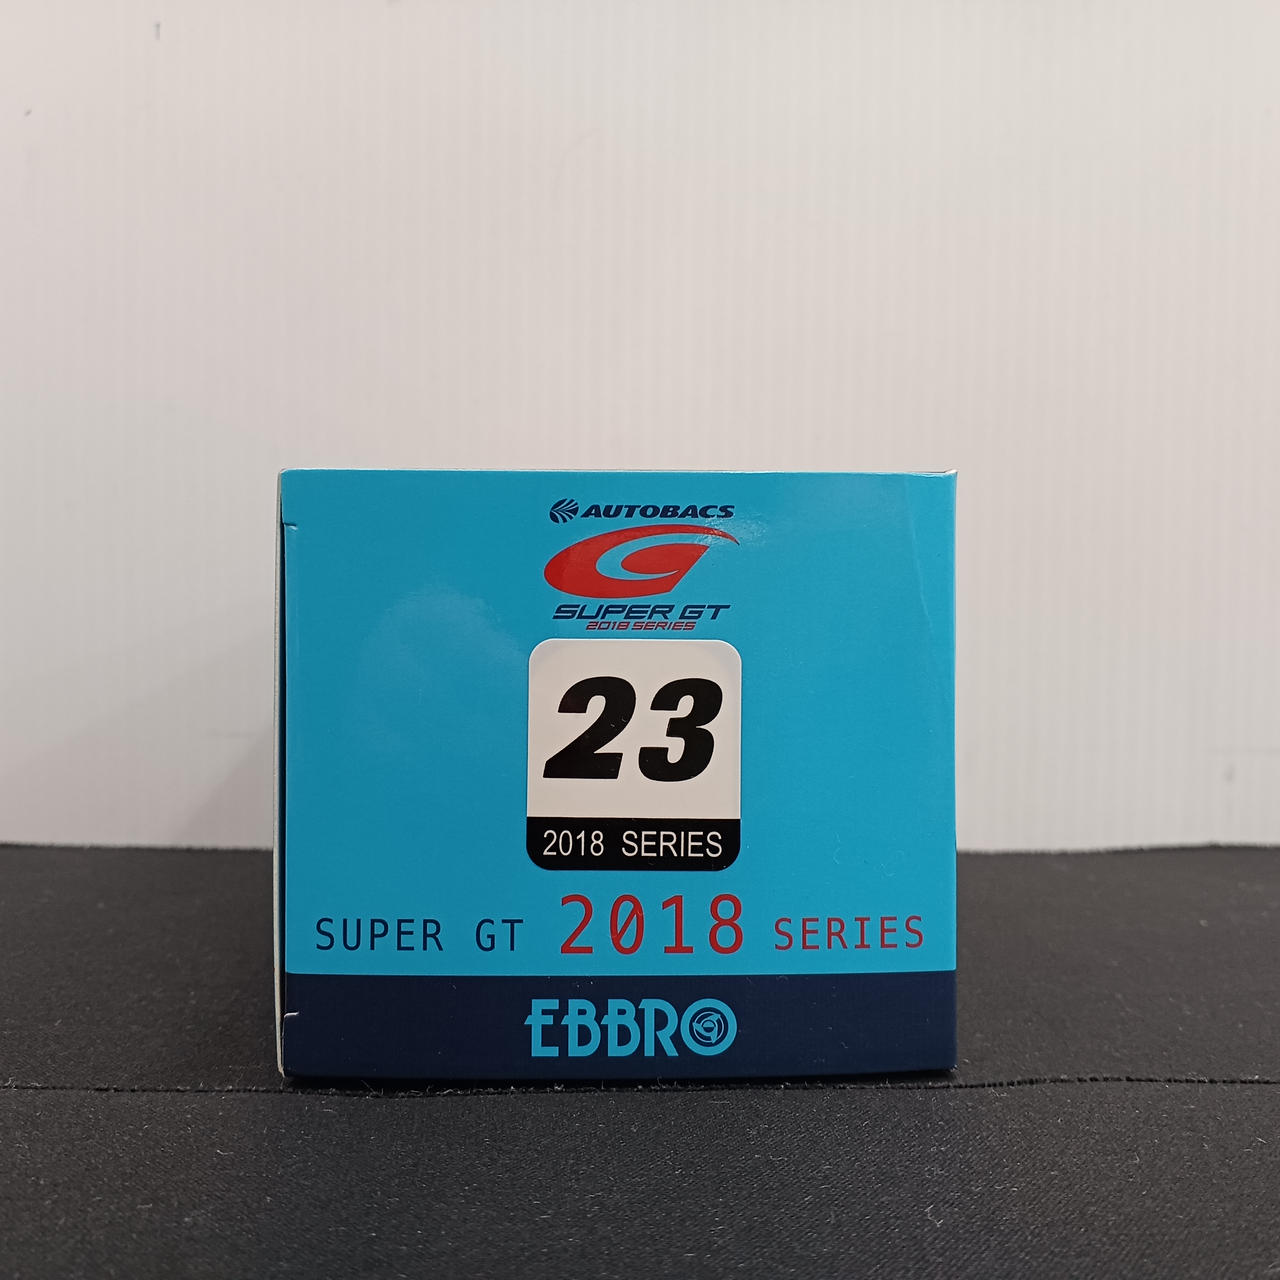 AUTOBACS
SUPER GT
2018 SERIES
23
2018 SERIES
SUPER GT 2018 SERIES
EBBRO